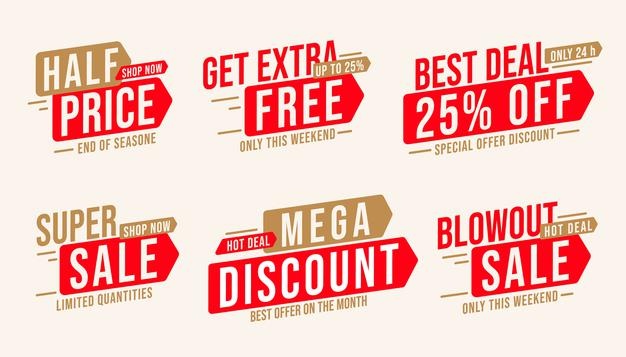 HALF
SHOP NOW
PRICE
END OF SEASONE
GET EXTRA
UP TO 25%
FREE
ONLY THIS WEEKEND
BEST DEAL
ONLY 24 h
25% OFF
SPECIAL OFFER DISCOUNT
SUPER
SHOP NOW
SALE
LIMITED QUANTITIES
MEGA
HOT DEAL
DISCOUNT
BEST OFFER ON THE MONTH
BLOWOUT
HOT DEAL
SALE
ONLY THIS WEEKEND